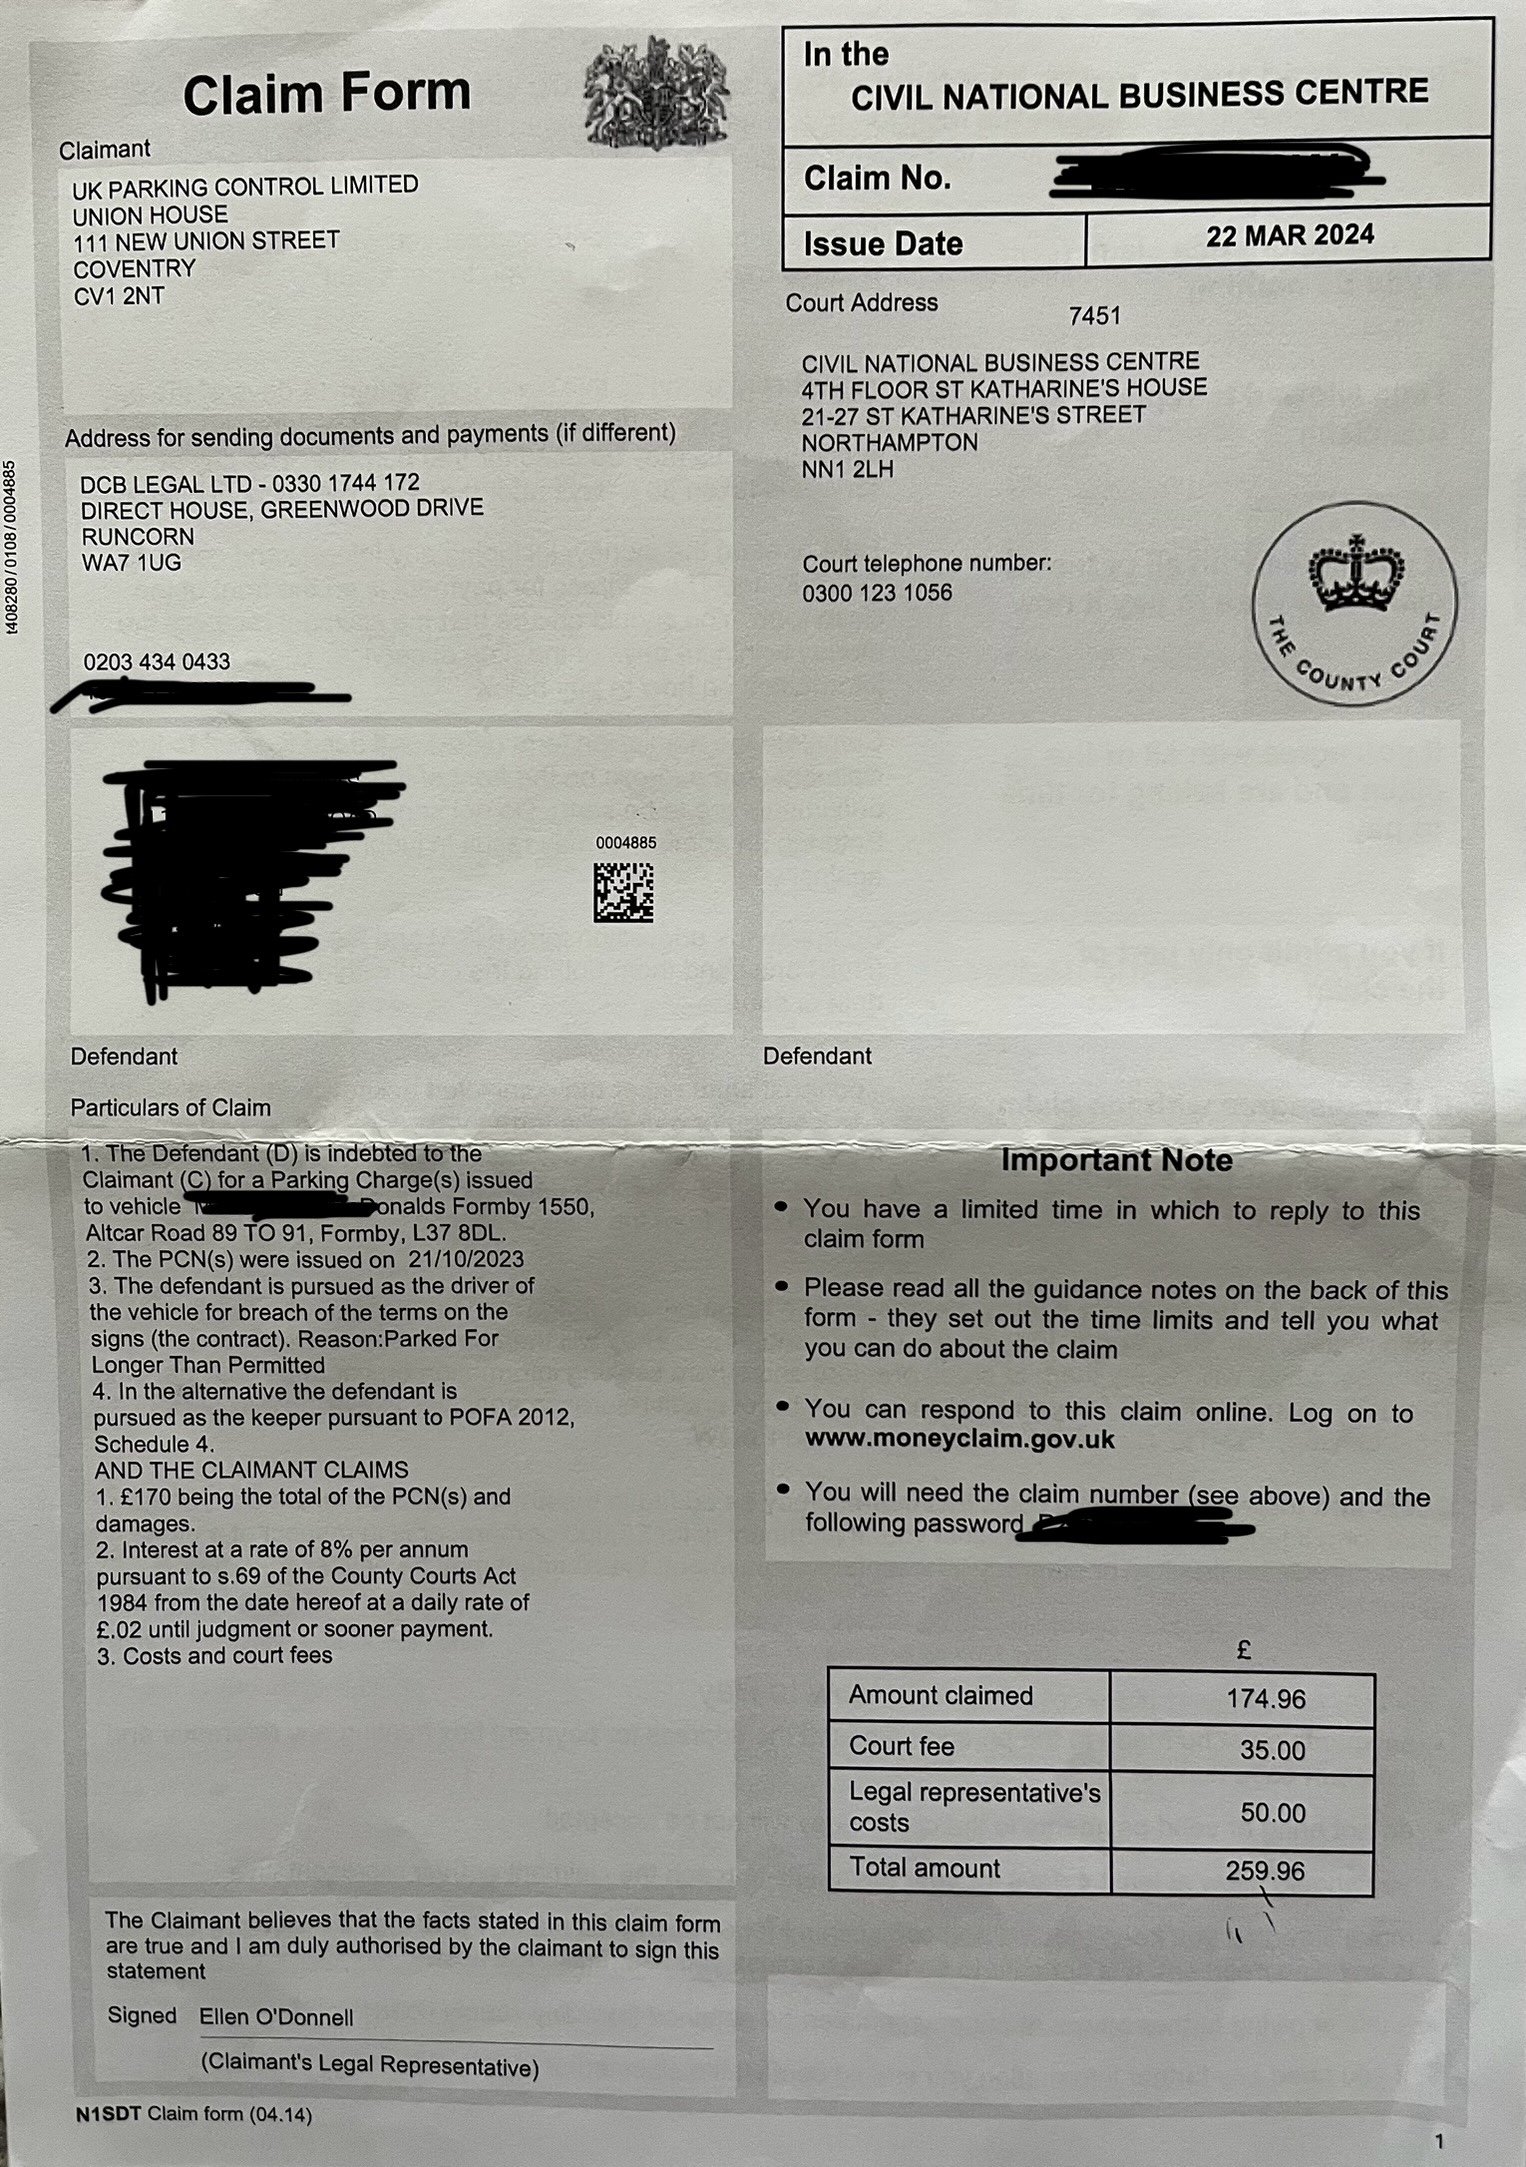 Claim Form
In the
CIVIL NATIONAL BUSINESS CENTRE
Claim No.
Issue Date
22 MAR 2024
Claimant
UK PARKING CONTROL LIMITED
UNION HOUSE
111 NEW UNION STREET
COVENTRY
CV1 2NT
Court Address
7451
CIVIL NATIONAL BUSINESS CENTRE
4TH FLOOR ST KATHARINE'S HOUSE
21-27 ST KATHARINE'S STREET
NORTHAMPTON
NN1 2LH
Court telephone number:
0300 123 1056
THE COUNTY COURT
Address for sending documents and payments (if different)
DCB LEGAL LTD - 0330 1744 172
DIRECT HOUSE, GREENWOOD DRIVE
RUNCORN
WA7 1UG
0203 434 0433
t408280/0108/0004885
0004885
Defendant
Defendant
Particulars of Claim
1. The Defendant (D) is indebted to the
Claimant (C) for a Parking Charge(s) issued
to vehicle onalds Formby 1550,
Altcar Road 89 TO 91, Formby, L37 8DL.
2. The PCN(s) were issued on 21/10/2023
3. The defendant is pursued as the driver of
the vehicle for breach of the terms on the
signs (the contract). Reason:Parked For
Longer Than Permitted
4. In the alternative the defendant is
pursued as the keeper pursuant to POFA 2012,
Schedule 4.
AND THE CLAIMANT CLAIMS
1. £170 being the total of the PCN(s) and
damages.
2. Interest at a rate of 8% per annum
pursuant to s.69 of the County Courts Act
1984 from the date hereof at a daily rate of
£.02 until judgment or sooner payment.
3. Costs and court fees
Important Note
• You have a limited time in which to reply to this
claim form
• Please read all the guidance notes on the back of this
form - they set out the time limits and tell you what
you can do about the claim
• You can respond to this claim online. Log on to
www.moneyclaim.gov.uk
• You will need the claim number (see above) and the
following password
£
Amount claimed 174.96
Court fee 35.00
Legal representative's
costs 50.00
Total amount 259.96
The Claimant believes that the facts stated in this claim form
are true and I am duly authorised by the claimant to sign this
statement
Signed Ellen O'Donnell
(Claimant's Legal Representative)
N1SDT Claim form (04.14)
1